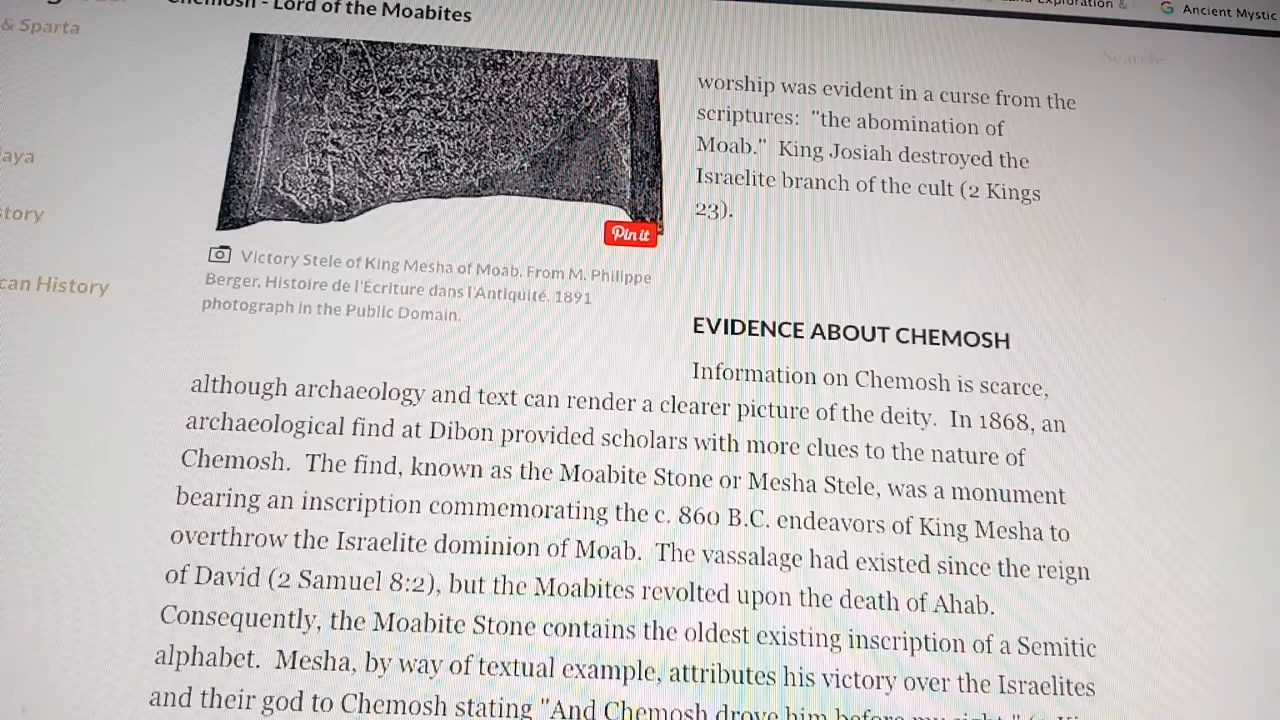 Chemosh - Lord of the Moabites
Exploration &
Ancient Mystic
& Sparta
Search
aya
story
can History
Pin it
Victory Stele of King Mesha of Moab. From M. Philippe
Berger, Histoire de l'Écriture dans l'Antiquité, 1891
photograph in the Public Domain.
worship was evident in a curse from the
scriptures: "the abomination of
Moab." King Josiah destroyed the
Israelite branch of the cult (2 Kings
23).
EVIDENCE ABOUT CHEMOSH
Information on Chemosh is scarce,
although archaeology and text can render a clearer picture of the deity. In 1868, an
archaeological find at Dibon provided scholars with more clues to the nature of
Chemosh. The find, known as the Moabite Stone or Mesha Stele, was a monument
bearing an inscription commemorating the c. 860 B.C. endeavors of King Mesha to
overthrow the Israelite dominion of Moab. The vassalage had existed since the reign
of David (2 Samuel 8:2), but the Moabites revolted upon the death of Ahab.
Consequently, the Moabite Stone contains the oldest existing inscription of a Semitic
alphabet. Mesha, by way of textual example, attributes his victory over the Israelites
and their god to Chemosh stating "And Chemosh drove him before my sight."